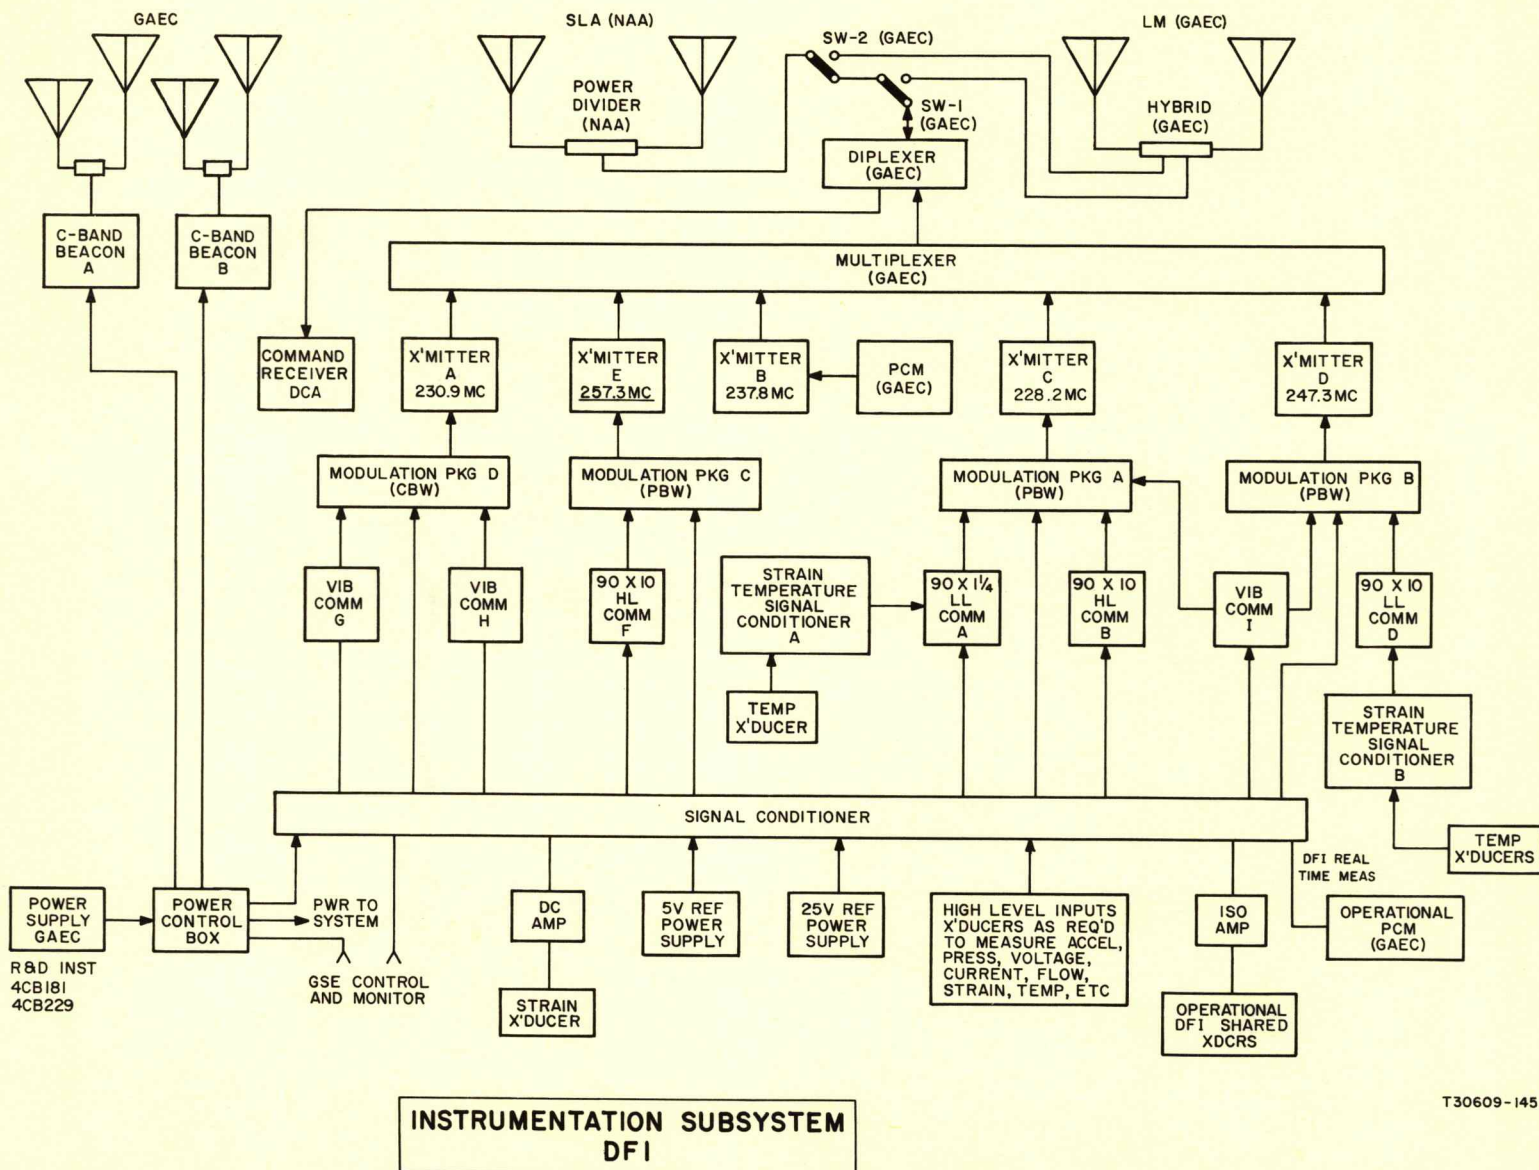 GAEC
SLA (NAA)
LM (GAEC)
SW-2 (GAEC)
POWER
DIVIDER
(NAA)
SW-1
(GAEC)
HYBRID
(GAEC)
DIPLEXER
(GAEC)
C-BAND
BEACON
A
C-BAND
BEACON
B
MULTIPLEXER
(GAEC)
COMMAND
RECEIVER
DCA
X'MITTER
A
230.9 MC
X'MITTER
E
257.3 MC
X'MITTER
B
237.8 MC
PCM
(GAEC)
X'MITTER
C
228.2 MC
X'MITTER
D
247.3 MC
MODULATION PKG D
(CBW)
MODULATION PKG C
(PBW)
MODULATION PKG A
(PBW)
MODULATION PKG B
(PBW)
VIB
COMM
G
VIB
COMM
H
90 X 10
HL
COMM
F
STRAIN
TEMPERATURE
SIGNAL
CONDITIONER
A
90 X 1¼
LL
COMM
A
90 X 10
HL
COMM
B
VIB
COMM
I
90 X 10
LL
COMM
D
TEMP
X'DUCER
STRAIN
TEMPERATURE
SIGNAL
CONDITIONER
B
SIGNAL CONDITIONER
TEMP
X'DUCERS
DFI REAL
TIME MEAS
POWER
SUPPLY
GAEC
POWER
CONTROL
BOX
PWR TO
SYSTEM
DC
AMP
5V REF
POWER
SUPPLY
25V REF
POWER
SUPPLY
HIGH LEVEL INPUTS
X'DUCERS AS REQ'D
TO MEASURE ACCEL,
PRESS, VOLTAGE,
CURRENT, FLOW,
STRAIN, TEMP, ETC
ISO
AMP
OPERATIONAL
PCM
(GAEC)
R&D INST
4CB181
4CB229
GSE CONTROL
AND MONITOR
STRAIN
X'DUCER
OPERATIONAL
DFI SHARED
XDCRS
T30609-145
INSTRUMENTATION SUBSYSTEM
DFI